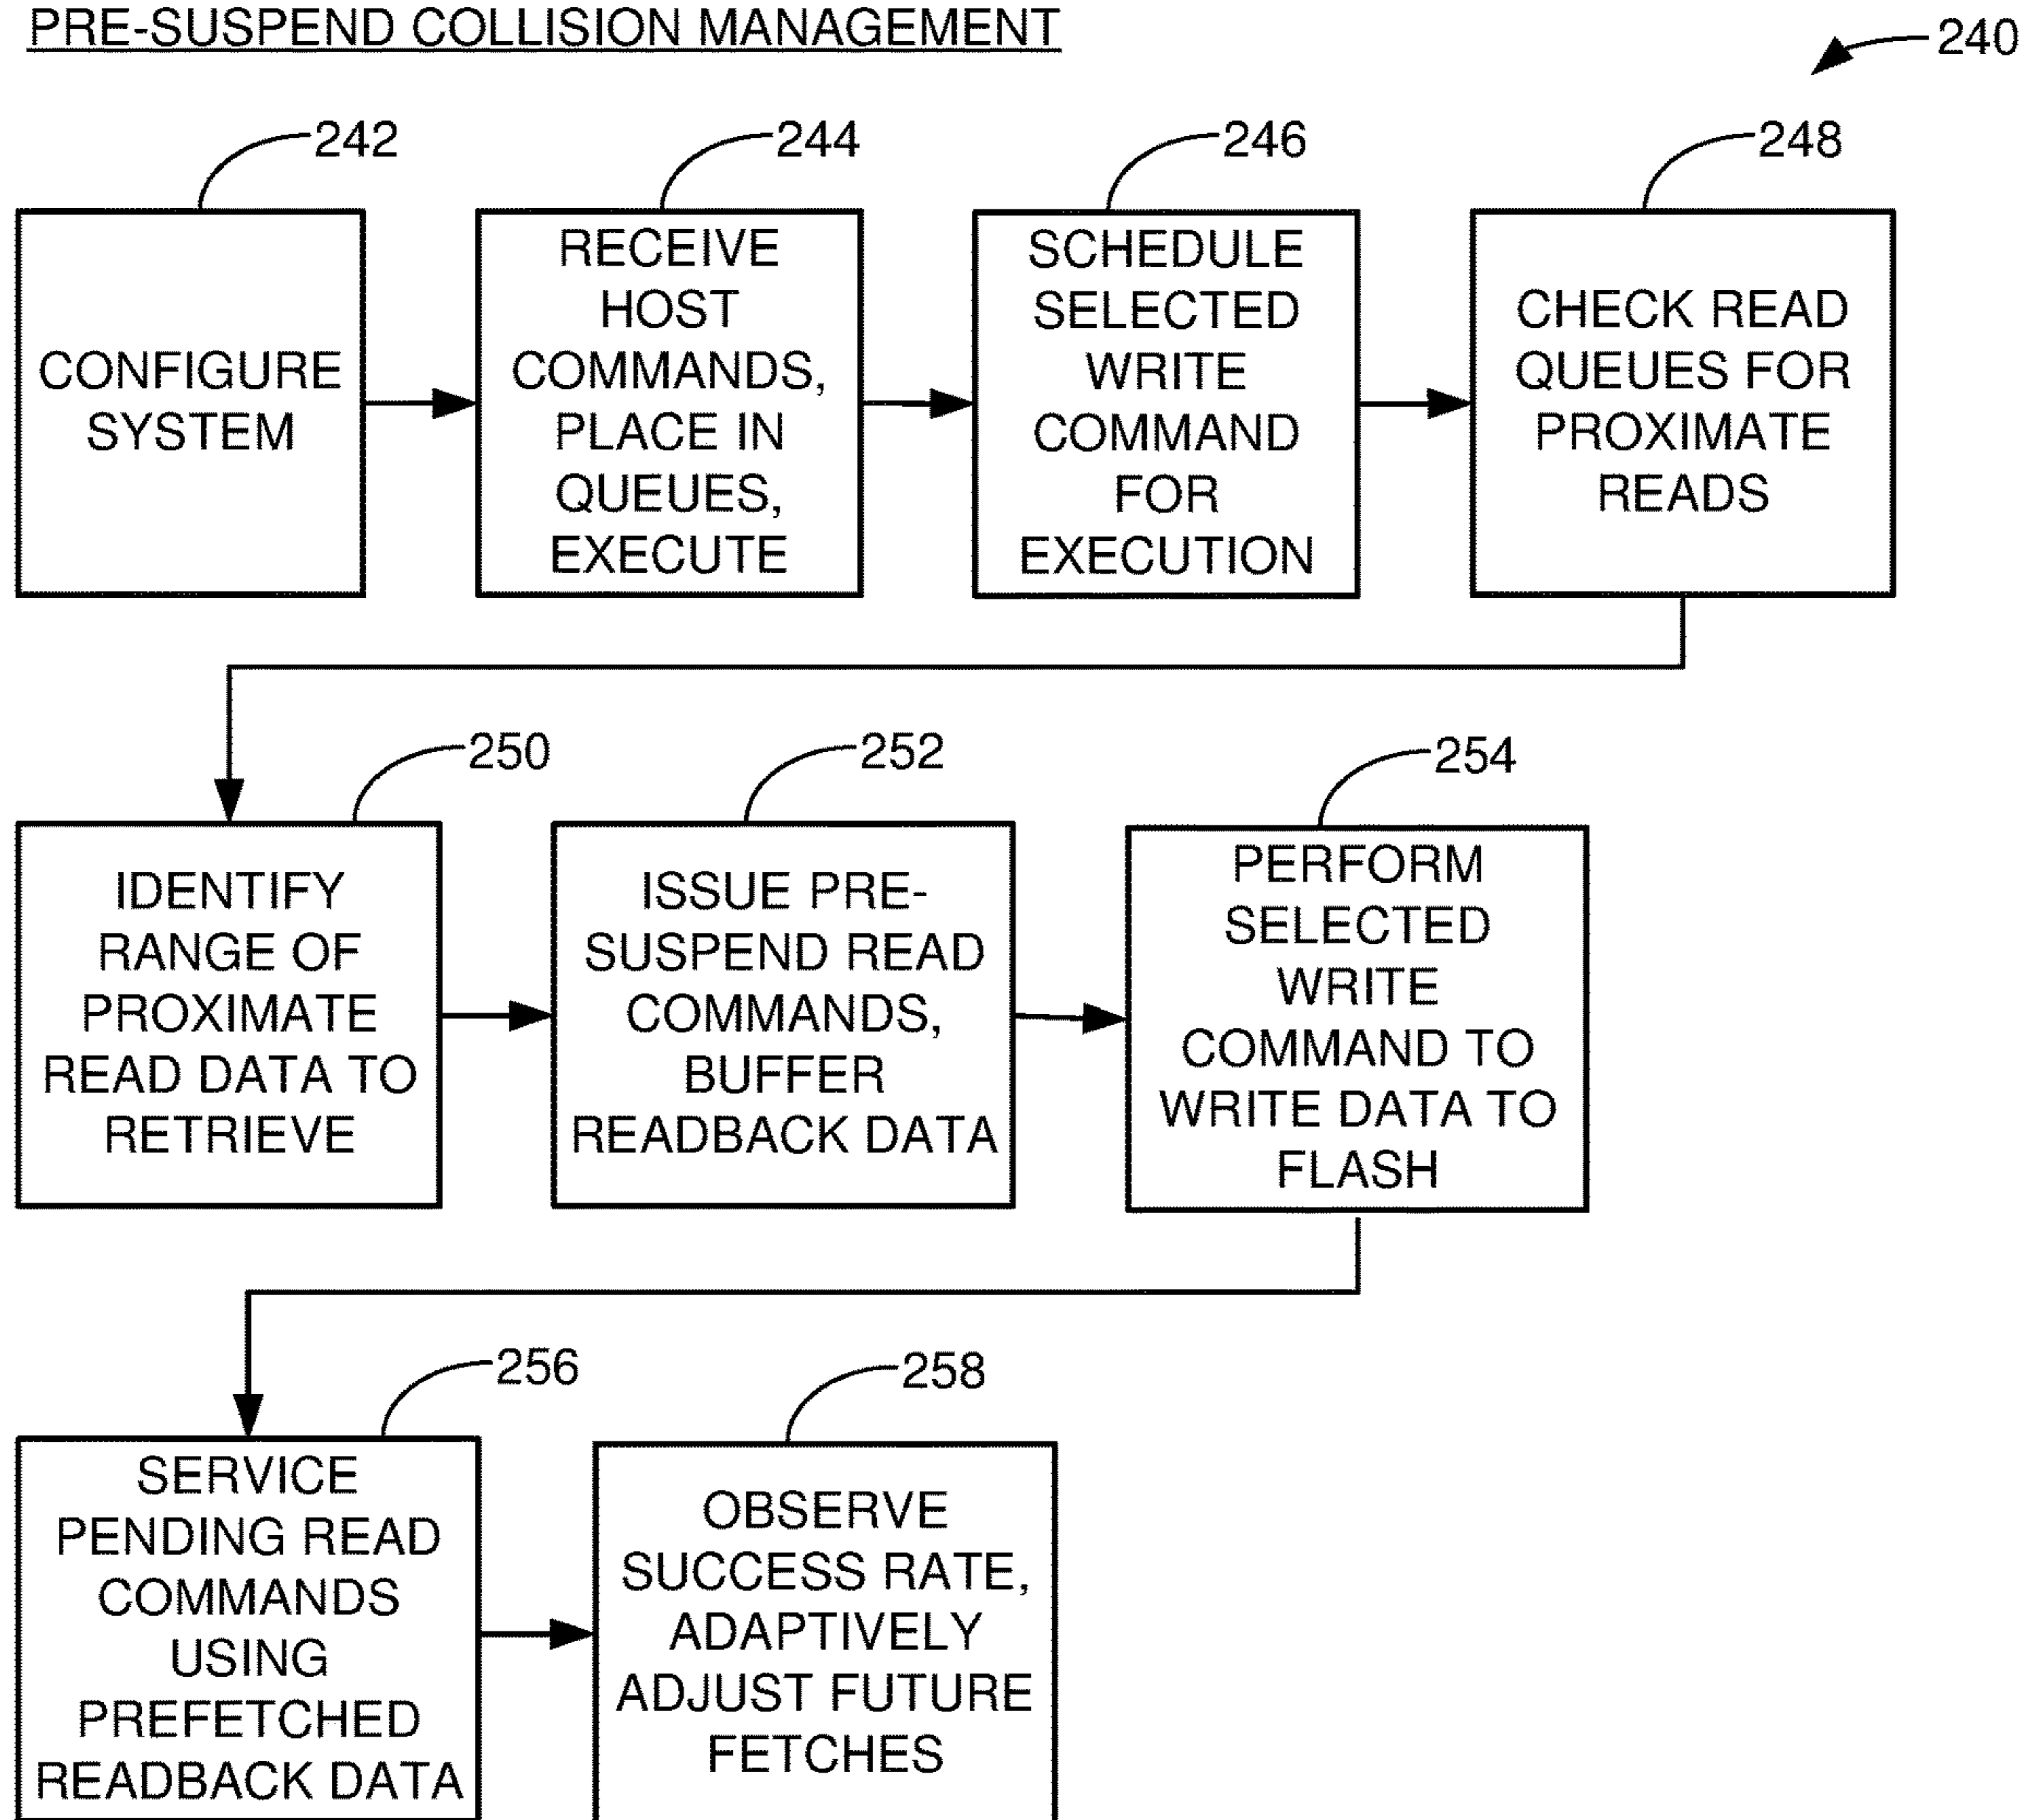 PRE-SUSPEND COLLISION MANAGEMENT
240
242
CONFIGURE
SYSTEM
244
RECEIVE
HOST
COMMANDS,
PLACE IN
QUEUES,
EXECUTE
246
SCHEDULE
SELECTED
WRITE
COMMAND
FOR
EXECUTION
248
CHECK READ
QUEUES FOR
PROXIMATE
READS
250
IDENTIFY
RANGE OF
PROXIMATE
READ DATA TO
RETRIEVE
252
ISSUE PRE-
SUSPEND READ
COMMANDS,
BUFFER
READBACK DATA
254
PERFORM
SELECTED
WRITE
COMMAND TO
WRITE DATA TO
FLASH
256
SERVICE
PENDING READ
COMMANDS
USING
PREFETCHED
READBACK DATA
258
OBSERVE
SUCCESS RATE,
ADAPTIVELY
ADJUST FUTURE
FETCHES